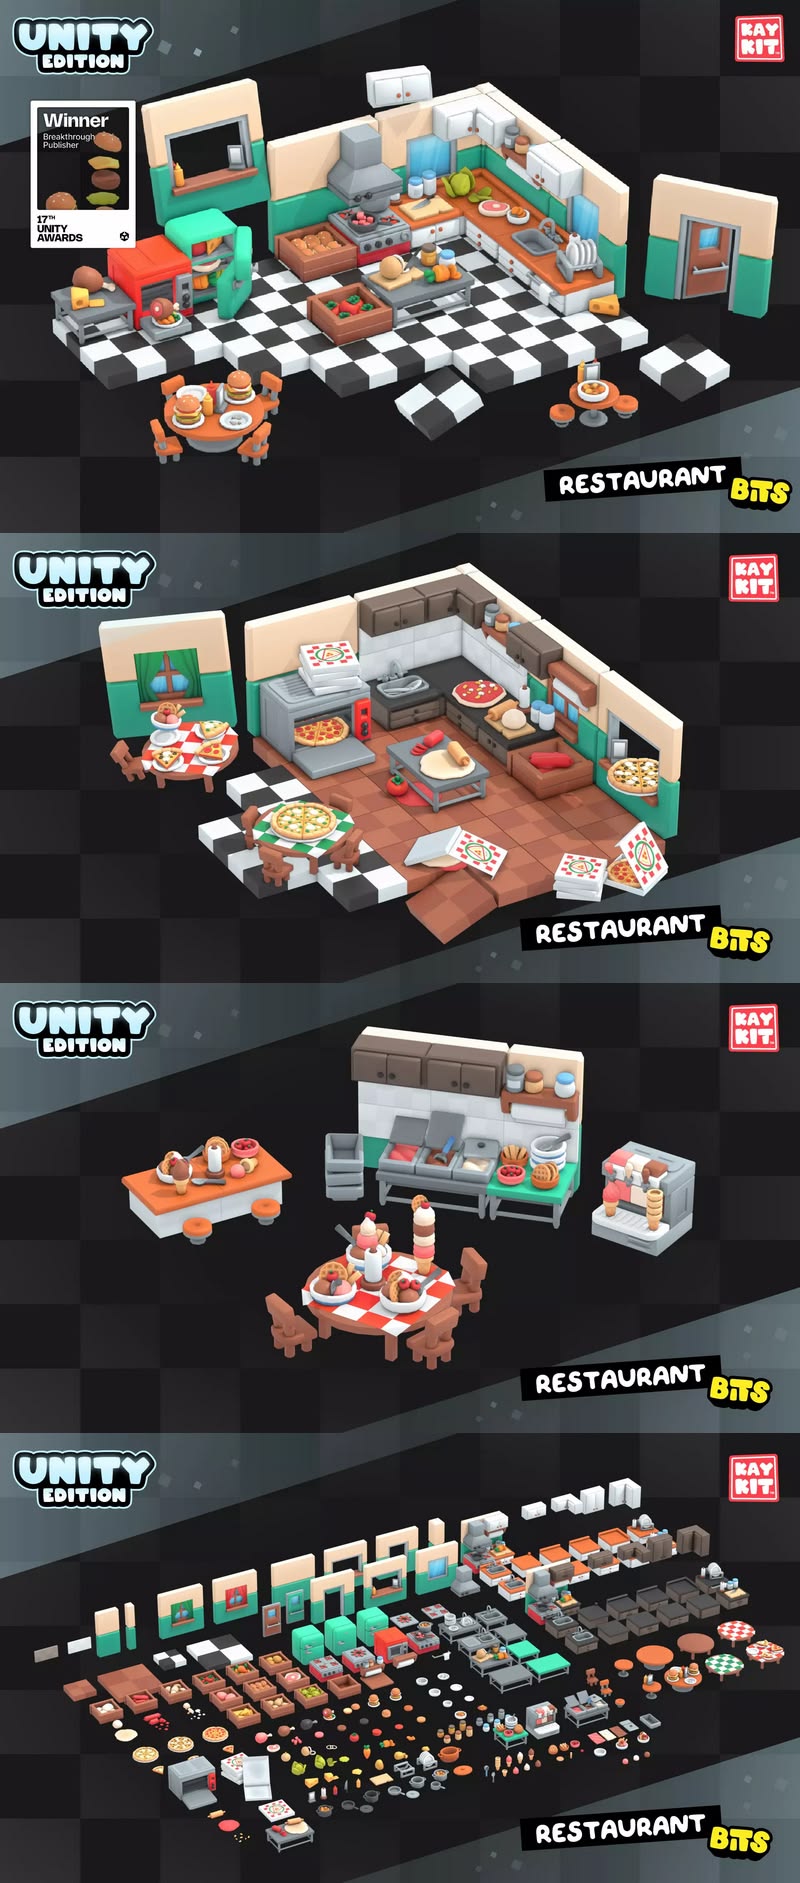 UNITY
EDITION
KAY
KIT
Winner
Breakthrough
Publisher
17TH
UNITY
AWARDS
RESTAURANT
BITS
UNITY
EDITION
KAY
KIT
RESTAURANT
BITS
UNITY
EDITION
KAY
KIT
RESTAURANT
BITS
UNITY
EDITION
KAY
KIT
RESTAURANT
BITS